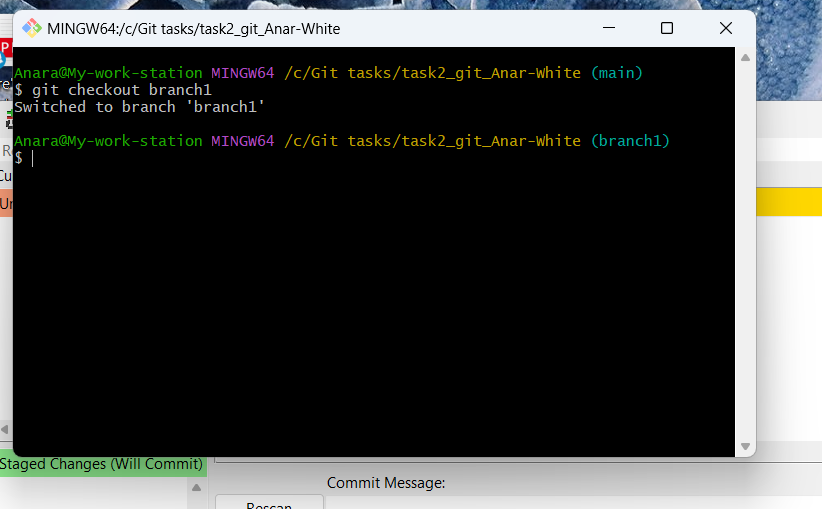 MINGW64:/c/Git tasks/task2_git_Anar-White
Anara@My-work-station MINGW64 /c/Git tasks/task2_git_Anar-White (main)
$ git checkout branch1
Switched to branch 'branch1'
Anara@My-work-station MINGW64 /c/Git tasks/task2_git_Anar-White (branch1)
$
Staged Changes (Will Commit)
Commit Message:
Rescan